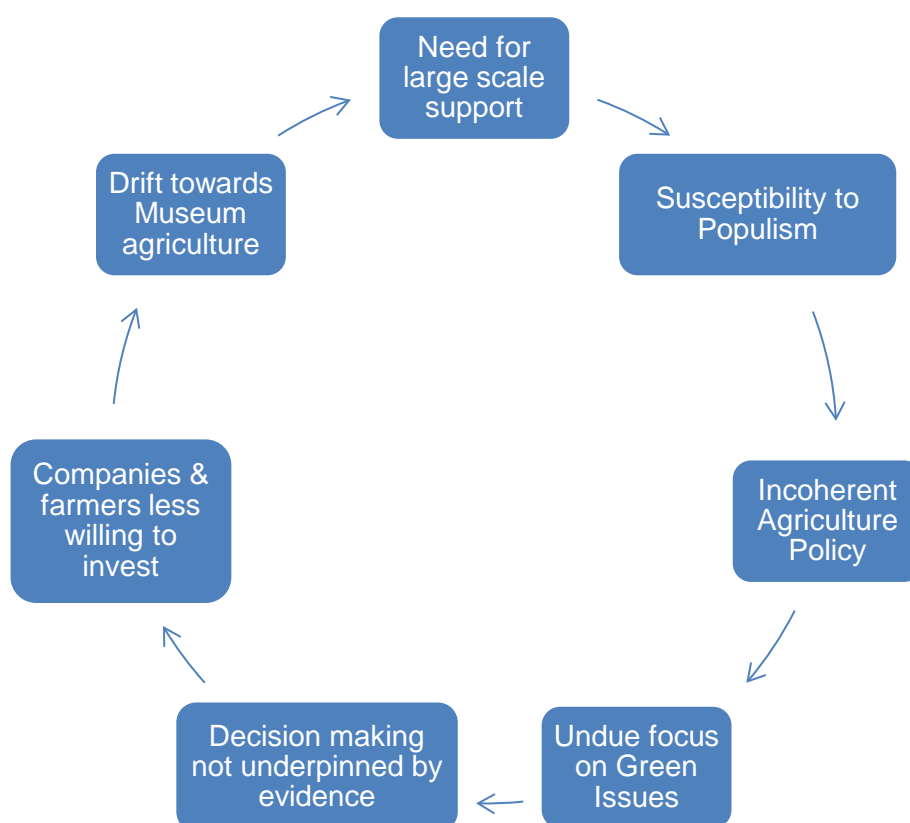 Need for
large scale
support
Susceptibility to
Populism
Incoherent
Agriculture
Policy
Undue focus
on Green
Issues
Decision making
not underpinned by
evidence
Companies &
farmers less
willing to
invest
Drift towards
Museum
agriculture